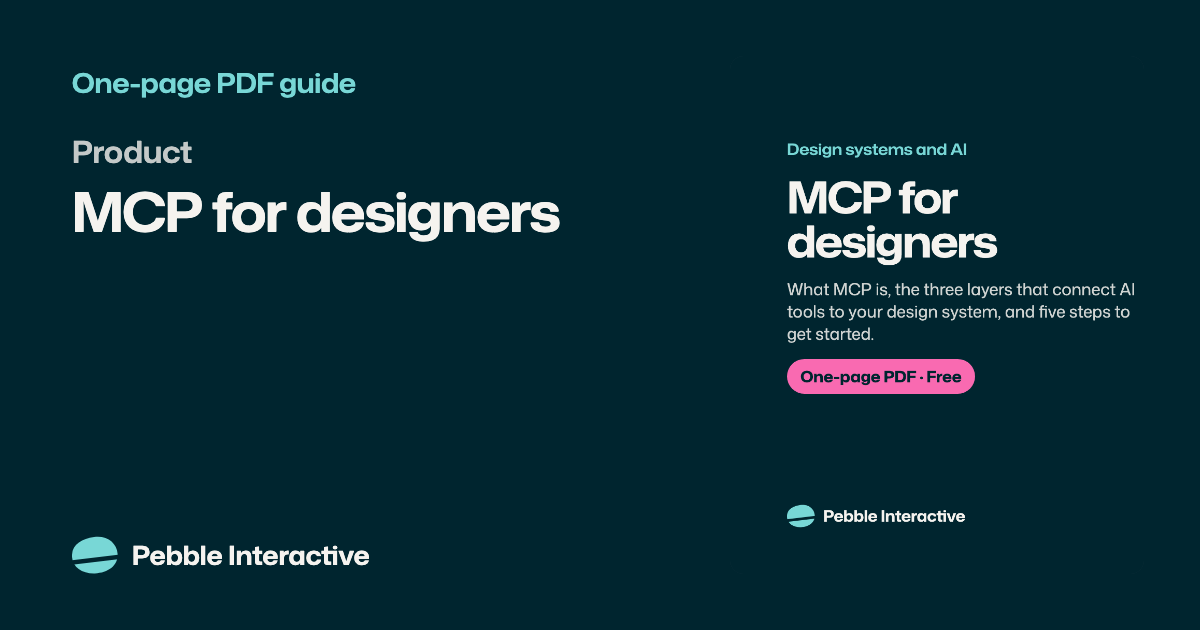 One-page PDF guide
Product
MCP for designers
Pebble Interactive
Design systems and AI
MCP for
designers
What MCP is, the three layers that connect AI
tools to your design system, and five steps to
get started.
One-page PDF · Free
Pebble Interactive